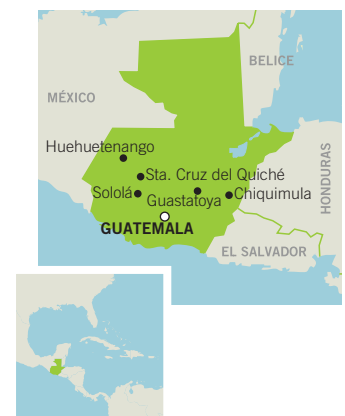 BELICE
MÉXICO
Huehuetenango
Sta. Cruz del Quiché
Sololá
Guastatoya
Chiquimula
GUATEMALA
HONDURAS
EL SALVADOR